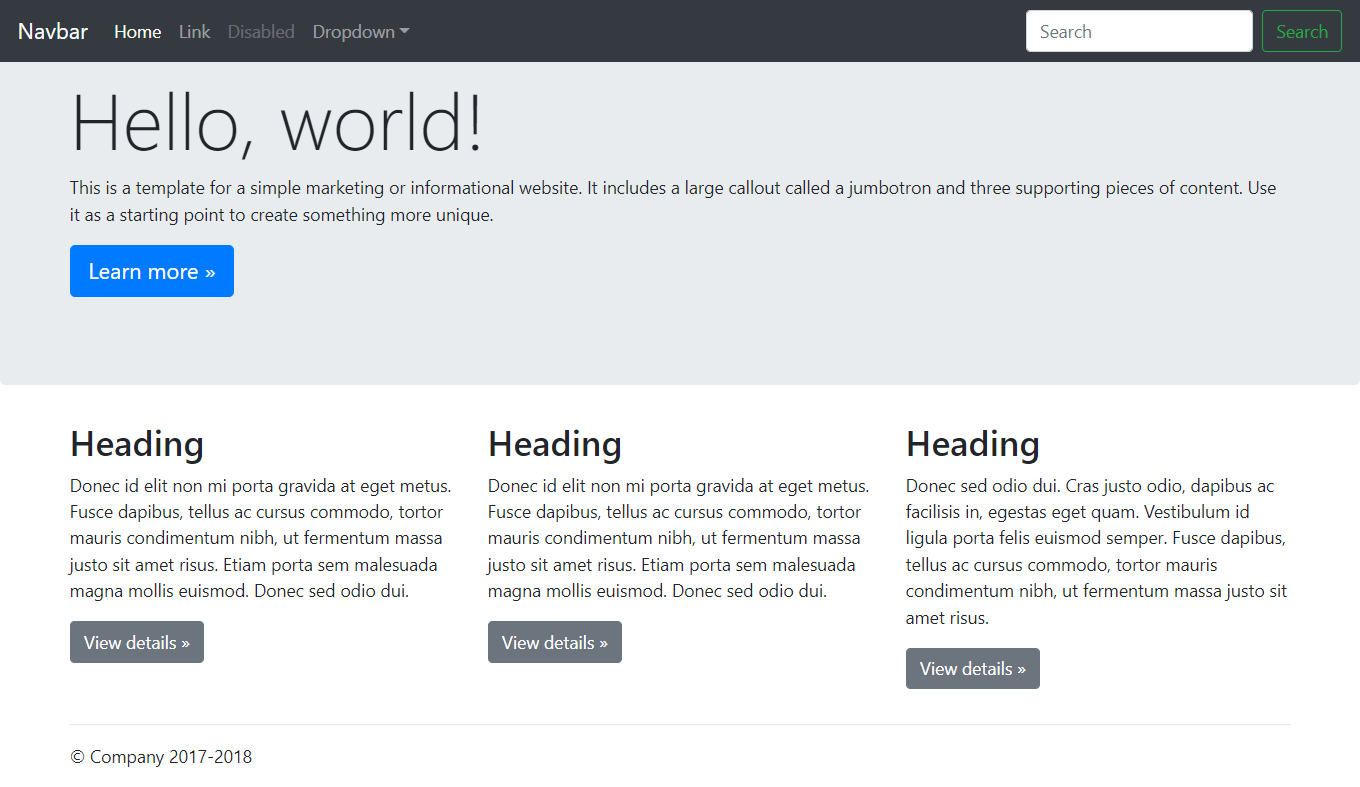 Navbar Home Link Disabled Dropdown Search Search
Hello, world!
This is a template for a simple marketing or informational website. It includes a large callout called a jumbotron and three supporting pieces of content. Use
it as a starting point to create something more unique.
Learn more »
Heading
Donec id elit non mi porta gravida at eget metus.
Fusce dapibus, tellus ac cursus commodo, tortor
mauris condimentum nibh, ut fermentum massa
justo sit amet risus. Etiam porta sem malesuada
magna mollis euismod. Donec sed odio dui.
View details »
Heading
Donec id elit non mi porta gravida at eget metus.
Fusce dapibus, tellus ac cursus commodo, tortor
mauris condimentum nibh, ut fermentum massa
justo sit amet risus. Etiam porta sem malesuada
magna mollis euismod. Donec sed odio dui.
View details »
Heading
Donec sed odio dui. Cras justo odio, dapibus ac
facilisis in, egestas eget quam. Vestibulum id
ligula porta felis euismod semper. Fusce dapibus,
tellus ac cursus commodo, tortor mauris
condimentum nibh, ut fermentum massa justo sit
amet risus.
View details »
© Company 2017-2018